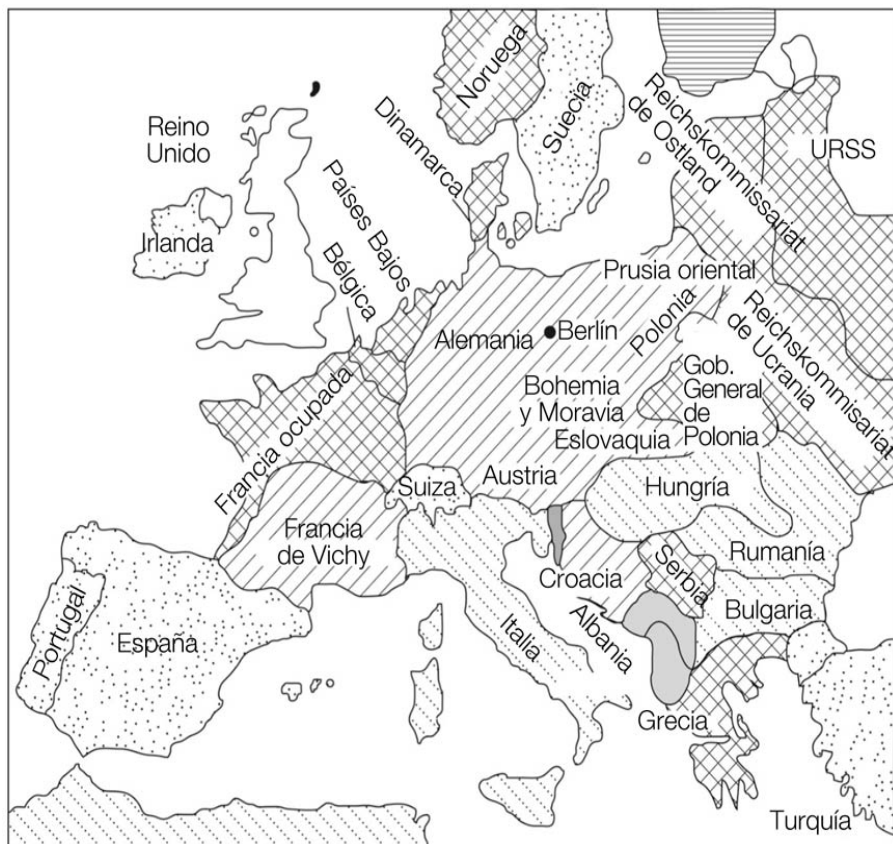 Noruega
Suecia
Reichskommissariat
de Ostland
URSS
Reino
Unido
Dinamarca
Irlanda
Países Bajos
Bélgica
Prusia oriental
Alemania
Berlín
Polonia
Reichskommisariat
de Ucrania
Bohemia
y Moravia
Eslovaquia
Gob.
General
de
Polonia
Francia ocupada
Austria
Suiza
Hungría
Francia
de Vichy
Rumanía
Croacia
Serbia
Bulgaria
Portugal
España
Italia
Albania
Grecia
Turquía